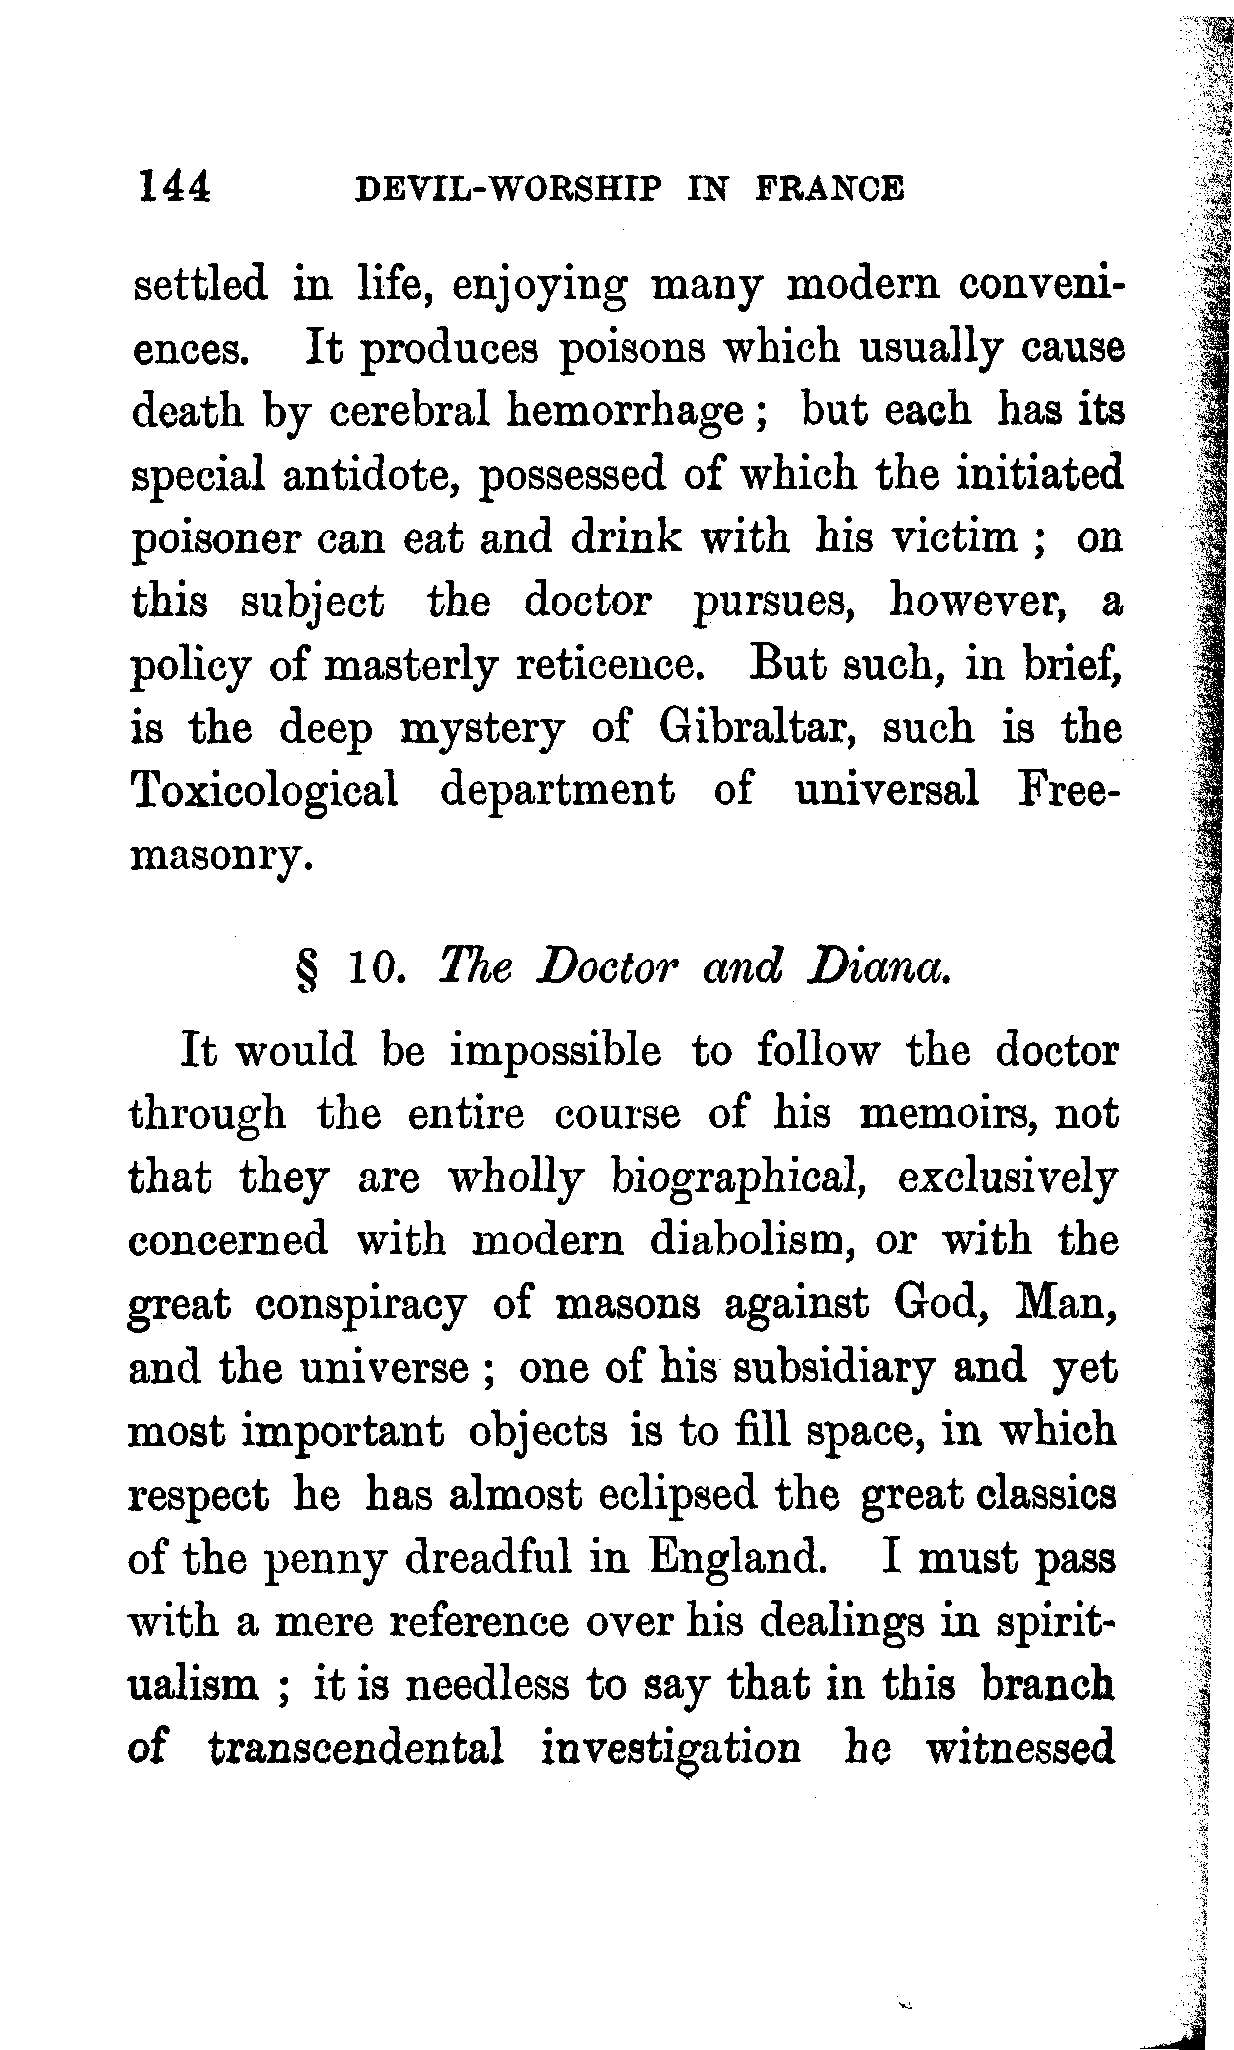 144 DEVIL-WORSHIP IN FRANCE
settled in life, enjoying many modern conveni-
ences. It produces poisons which usually cause
death by cerebral hemorrhage ; but each has its
special antidote, possessed of which the initiated
poisoner can eat and drink with his victim ; on
this subject the doctor pursues, however, a
policy of masterly reticence. But such, in brief,
is the deep mystery of Gibraltar, such is the
Toxicological department of universal Free-
masonry.
§ 10. The Doctor and Diana.
It would be impossible to follow the doctor
through the entire course of his memoirs, not
that they are wholly biographical, exclusively
concerned with modern diabolism, or with the
great conspiracy of masons against God, Man,
and the universe ; one of his subsidiary and yet
most important objects is to fill space, in which
respect he has almost eclipsed the great classics
of the penny dreadful in England. I must pass
with a mere reference over his dealings in spirit-
ualism ; it is needless to say that in this branch
of transcendental investigation he witnessed